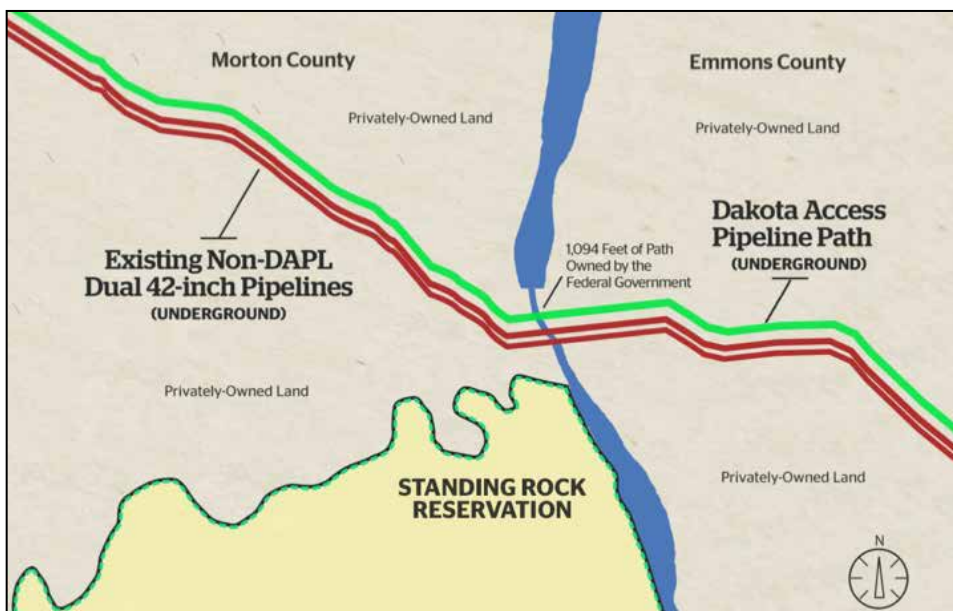 Morton County
Emmons County
Privately-Owned Land
Privately-Owned Land
Dakota Access
Pipeline Path
(UNDERGROUND)
1,094 Feet of Path
Owned by the
Federal Government
Existing Non-DAPL
Dual 42-inch Pipelines
(UNDERGROUND)
Privately-Owned Land
STANDING ROCK
RESERVATION
Privately-Owned Land
N